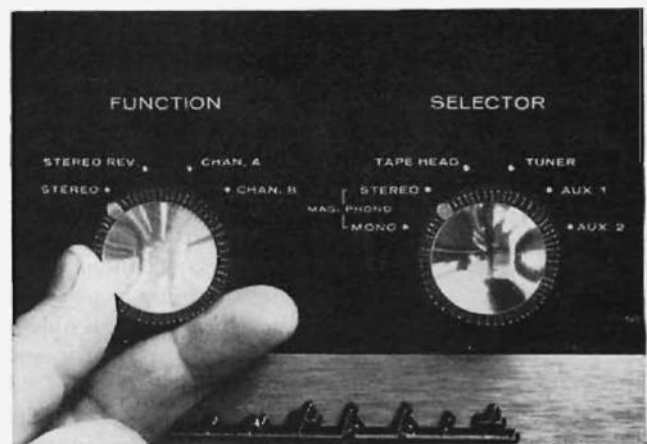 FUNCTION
STEREO REV.
CHAN. A
STEREO
CHAN. B
SELECTOR
TAPE HEAD
TUNER
STEREO
AUX. 1
MAG. PHONO
MONO
AUX. 2